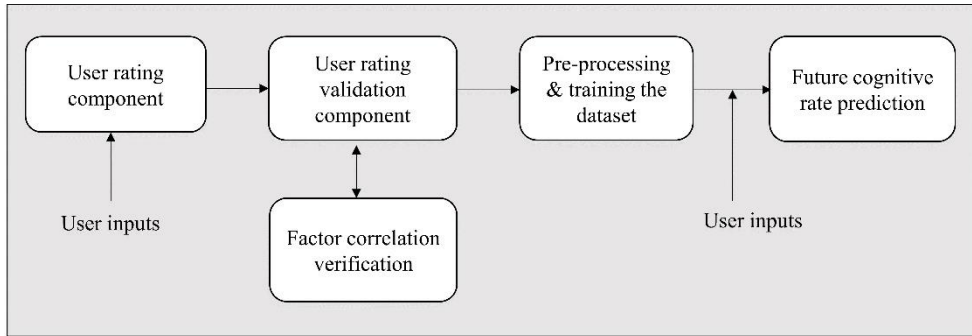 User rating
component
User rating
validation
component
Pre-processing
& training the
dataset
Future cognitive
rate prediction
User inputs
Factor correlation
verification
User inputs